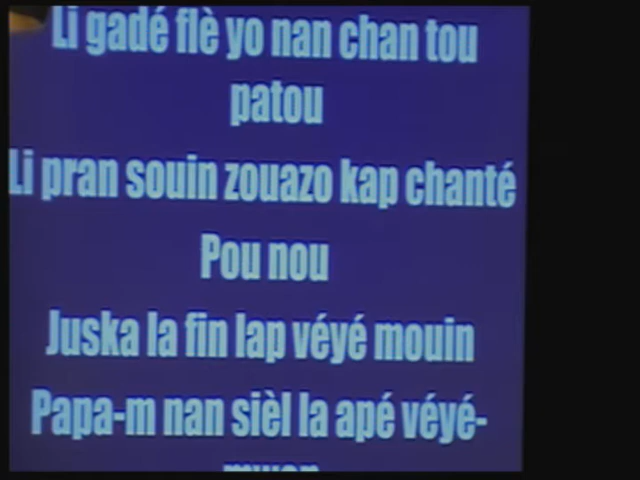 Li gadé flè yo nan chan tou
patou
Li pran souin zouazo kap chanté
Pou nou
Juska la fin lap véyé mouin
Papa-m nan sièl la apé véyé-